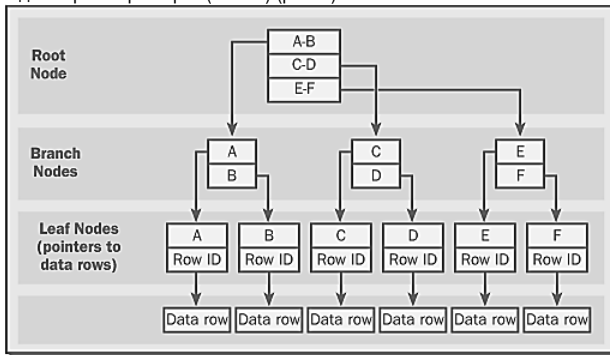 A-B
Root
Node
C-D
E-F
Branch
Nodes
A
C
E
B
D
F
Leaf Nodes
(pointers to
data rows)
A
B
C
D
E
F
Row ID
Row ID
Row ID
Row ID
Row ID
Row ID
Data row
Data row
Data row
Data row
Data row
Data row